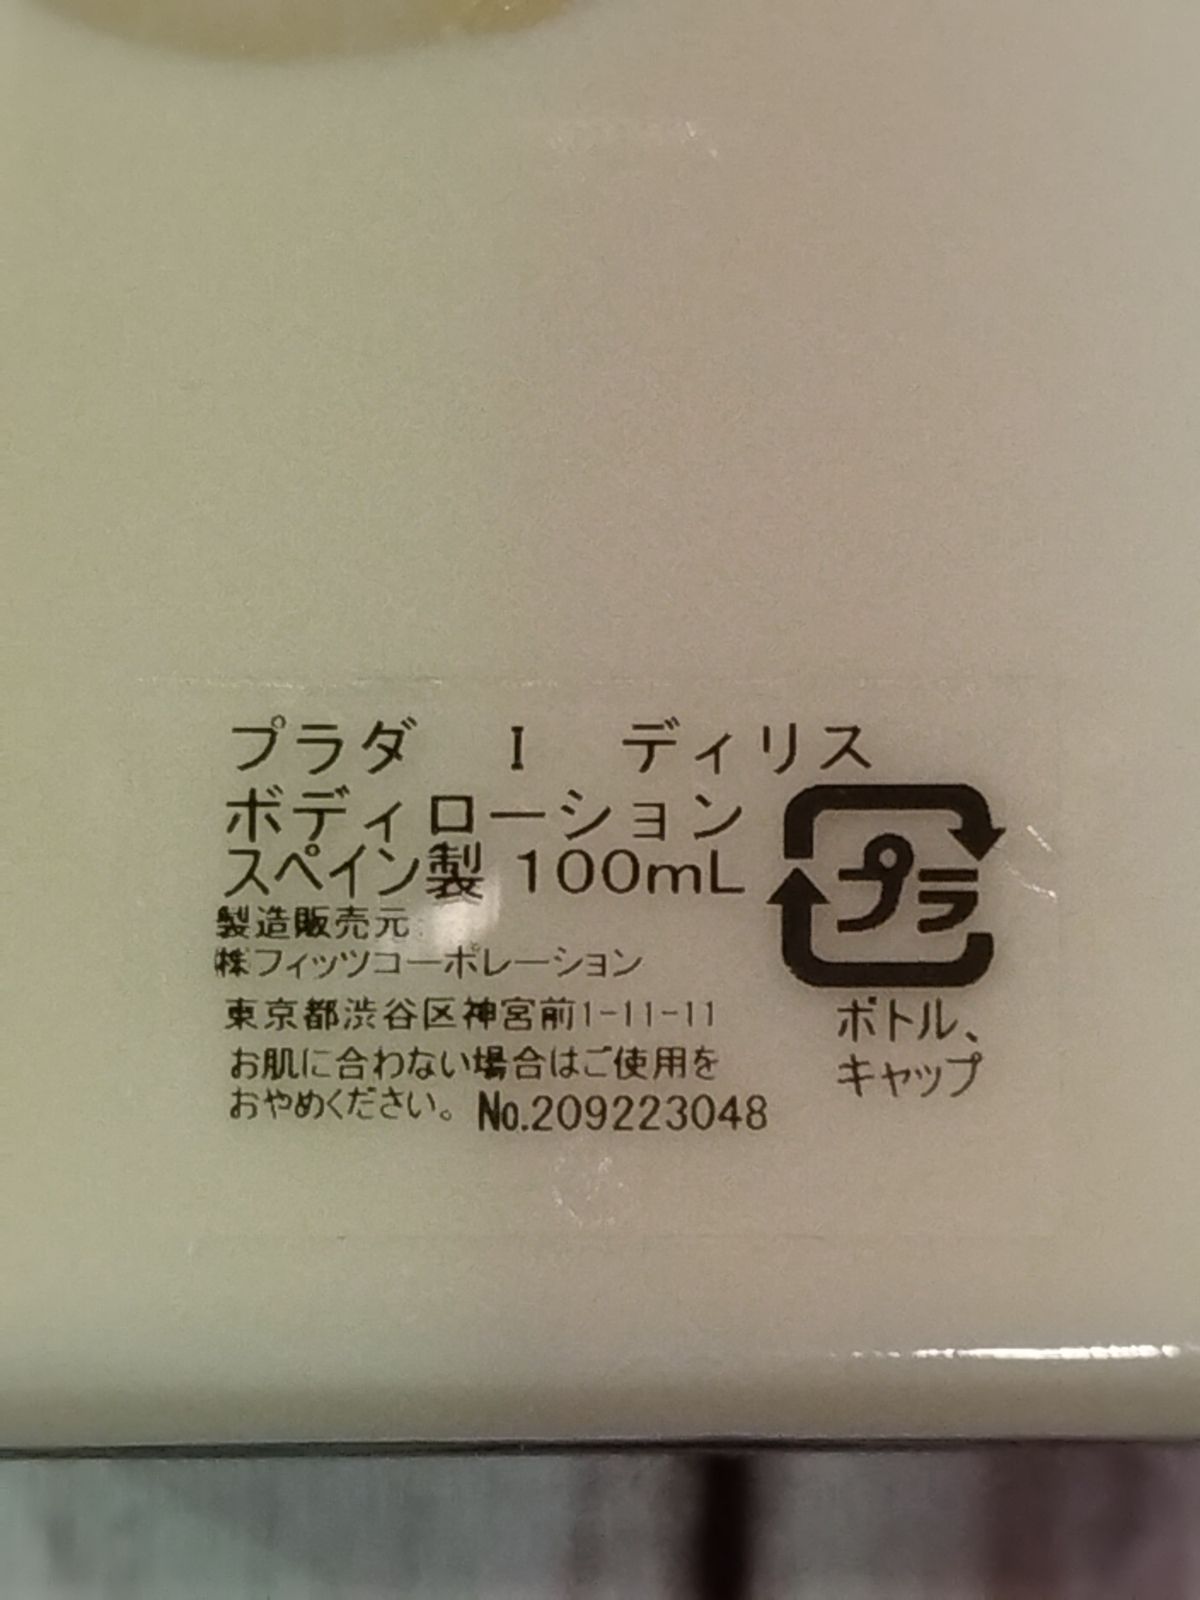 プラダ Ｉ ディリス
ボディローション
スペイン製 100mL
製造販売元:
㈱フィッツコーポレーション
東京都渋谷区神宮前1-11-11
お肌に合わない場合はご使用を
おやめください。 No.209223048
プラ
ボトル、
キャップ